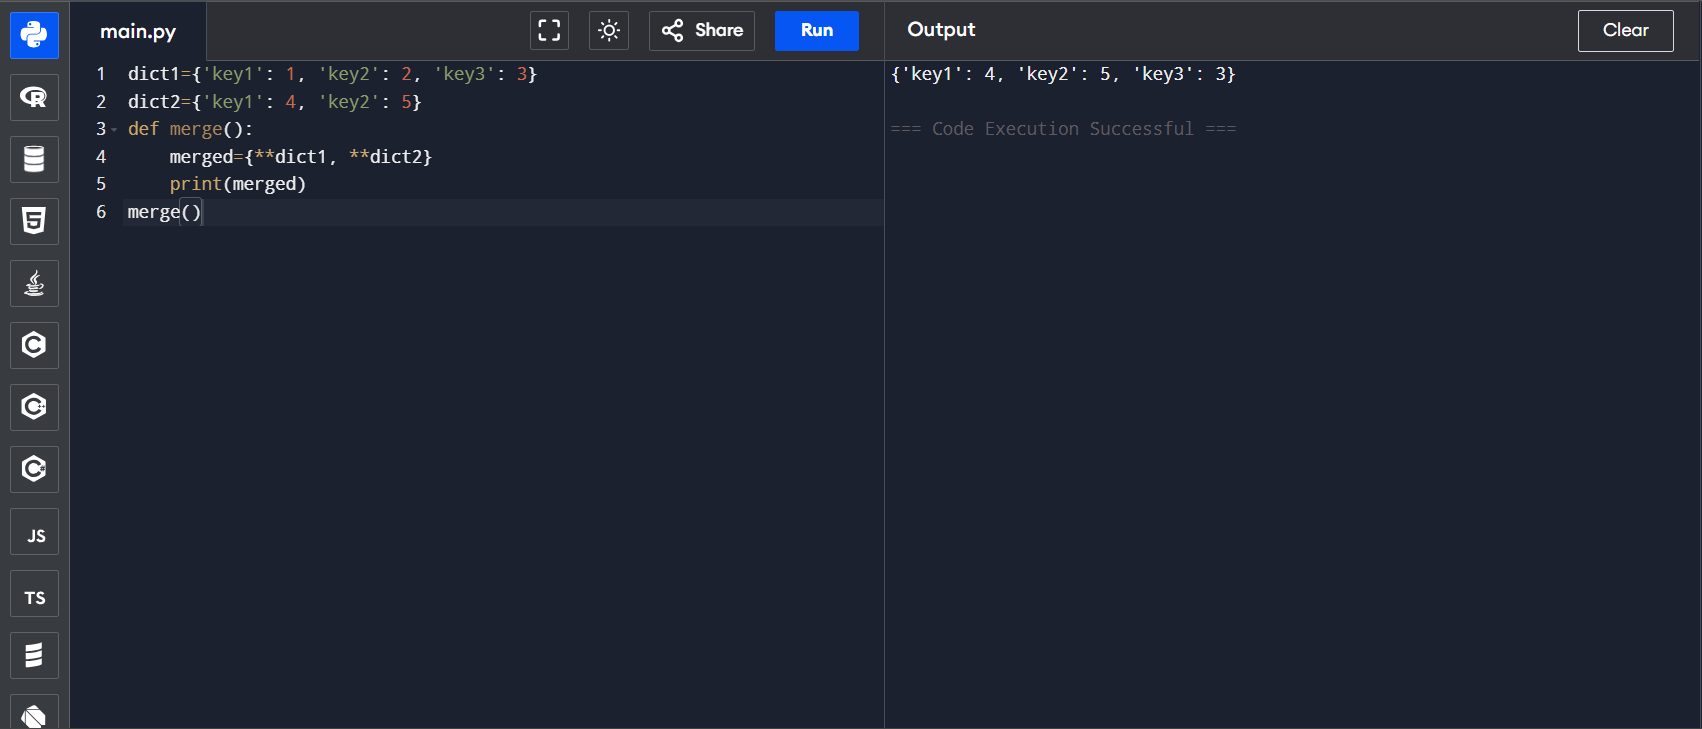 main.py
Share
Run
Output
Clear
1 dict1={'key1': 1, 'key2': 2, 'key3': 3}
2 dict2={'key1': 4, 'key2': 5}
3 def merge():
4     merged={**dict1, **dict2}
5     print(merged)
6 merge()
{'key1': 4, 'key2': 5, 'key3': 3}
=== Code Execution Successful ===
R
5
C
C++
C#
JS
TS